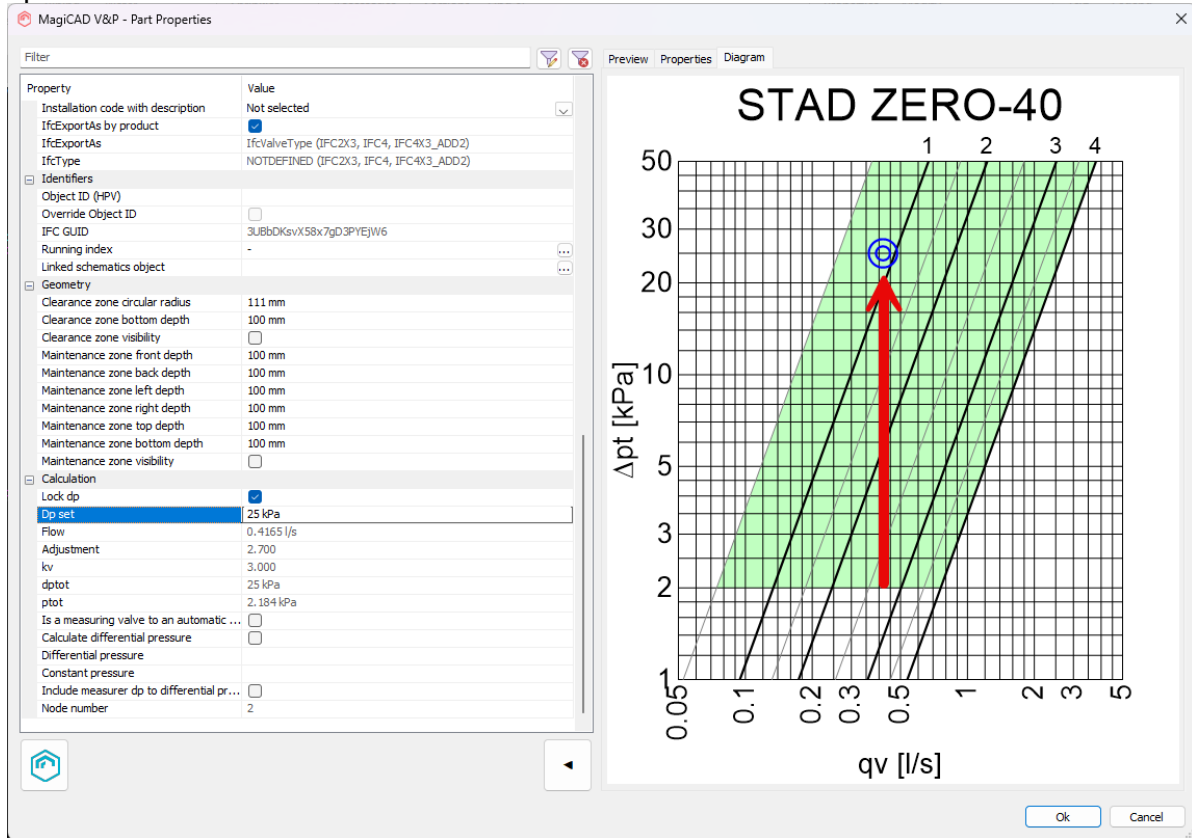 MagiCAD V&P - Part Properties
Filter
Preview Properties Diagram
Property Value
Installation code with description Not selected
IfcExportAs by product
IfcExportAs IfcValveType (IFC2X3, IFC4, IFC4X3_ADD2)
IfcType NOTDEFINED (IFC2X3, IFC4, IFC4X3_ADD2)
Identifiers
Object ID (HPV)
Override Object ID
IFC GUID 3UBbDKsvX58x7gD3PYEjW6
Running index -
Linked schematics object
Geometry
Clearance zone circular radius 111 mm
Clearance zone bottom depth 100 mm
Clearance zone visibility
Maintenance zone front depth 100 mm
Maintenance zone back depth 100 mm
Maintenance zone left depth 100 mm
Maintenance zone right depth 100 mm
Maintenance zone top depth 100 mm
Maintenance zone bottom depth 100 mm
Maintenance zone visibility
Calculation
Lock dp
Dp set 25 kPa
Flow 0.4165 l/s
Adjustment 2.700
kv 3.000
dptot 25 kPa
ptot 2.184 kPa
Is a measuring valve to an automatic ...
Calculate differential pressure
Differential pressure
Constant pressure
Include measurer dp to differential pr...
Node number 2
STAD ZERO-40
1 2 3 4
50
30
20
10
5
3
2
1
Δpt [kPa]
0.05 0.1 0.2 0.3 0.5 1 2 3 5
qv [l/s]
Ok Cancel